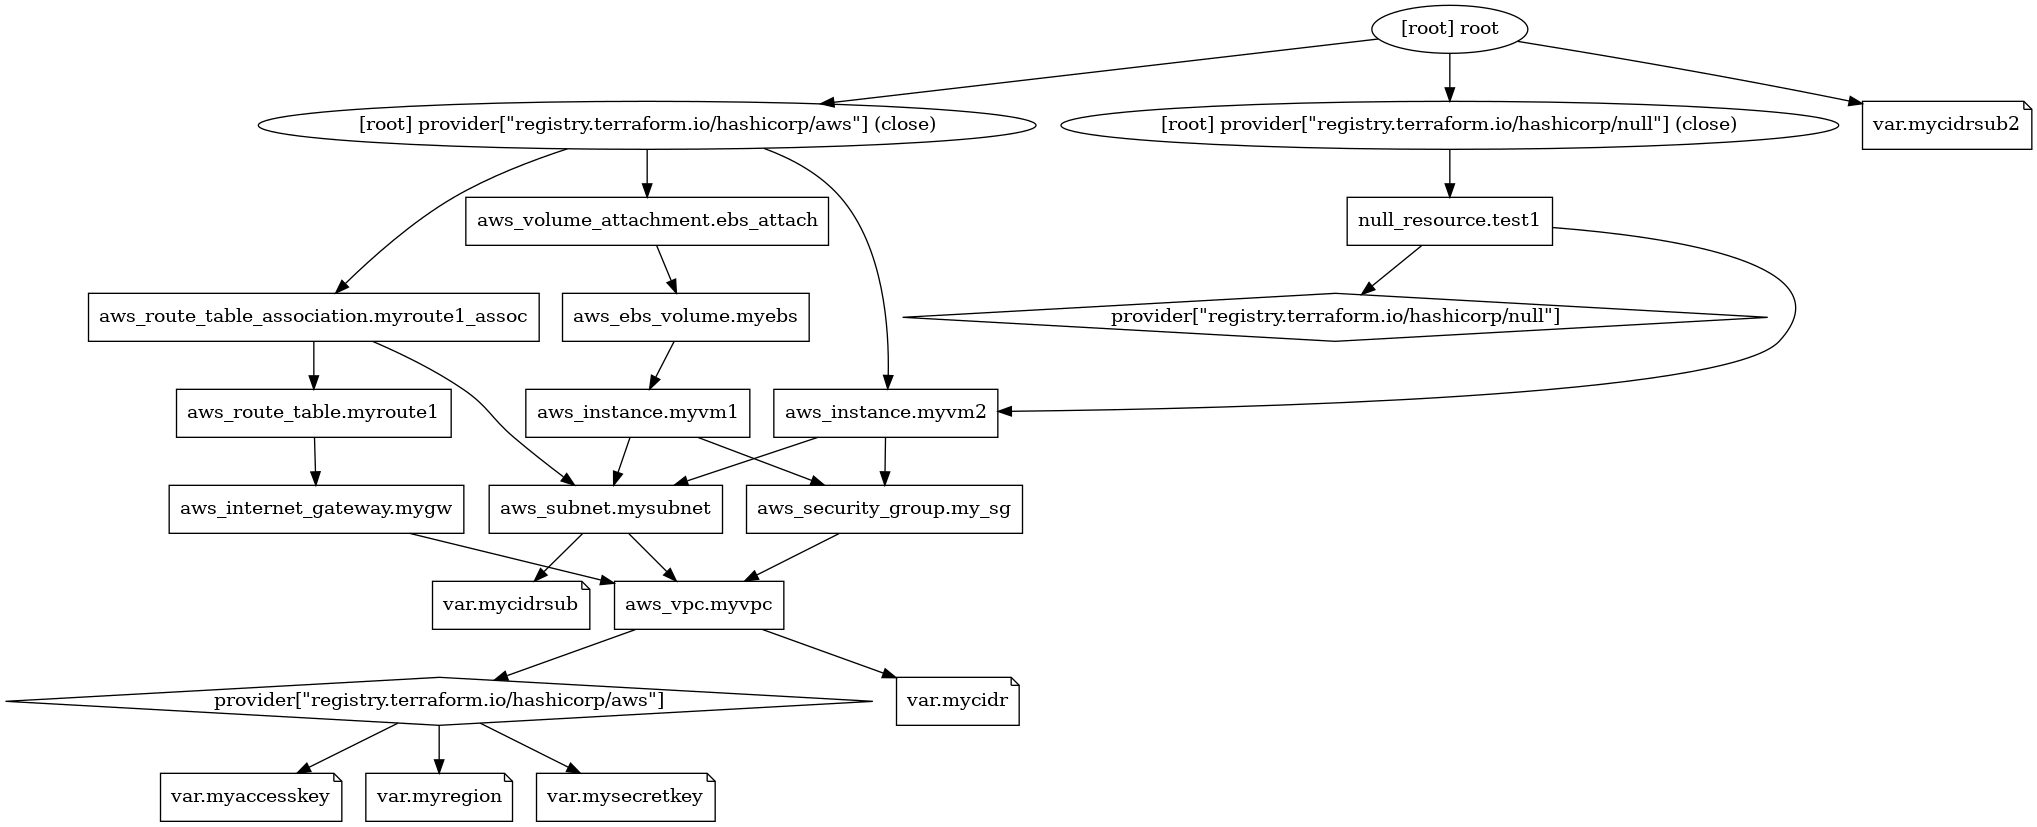 [root] root
[root] provider[\"registry.terraform.io/hashicorp/aws\"] (close)
[root] provider[\"registry.terraform.io/hashicorp/null\"] (close)
var.mycidrsub2
aws_volume_attachment.ebs_attach
null_resource.test1
aws_route_table_association.myroute1_assoc
aws_ebs_volume.myebs
provider[\"registry.terraform.io/hashicorp/null\"]
aws_route_table.myroute1
aws_instance.myvm1
aws_instance.myvm2
aws_internet_gateway.mygw
aws_subnet.mysubnet
aws_security_group.my_sg
var.mycidrsub
aws_vpc.myvpc
provider[\"registry.terraform.io/hashicorp/aws\"]
var.mycidr
var.myaccesskey
var.myregion
var.mysecretkey